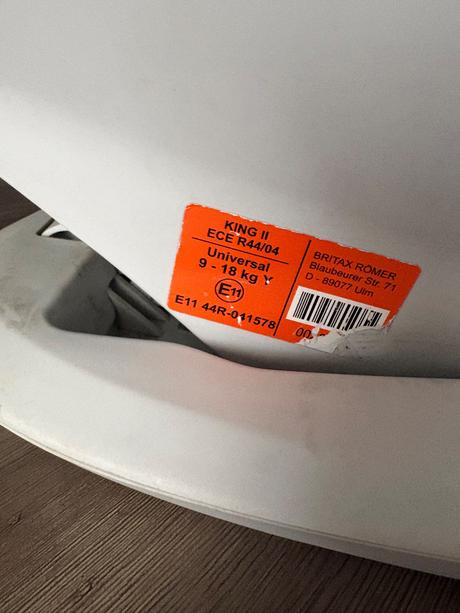 KING II
ECE R44/04
Universal
9 - 18 kg Y
E11
E11 44R-041578
BRITAX RÖMER
Blaubeurer Str. 71
D - 89077 Ulm